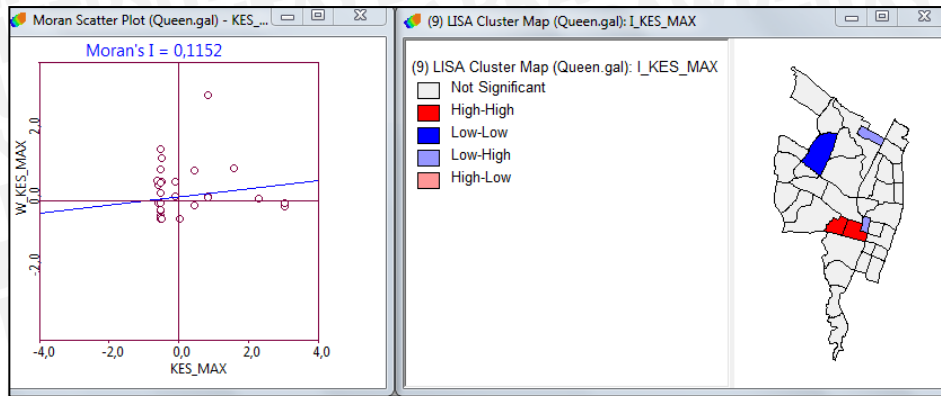 Moran Scatter Plot (Queen.gal) - KES_...
Moran's I = 0,1152
2,0
0,0
-2,0
W_KES_MAX
-4,0 -2,0 0,0 2,0 4,0
KES_MAX
(9) LISA Cluster Map (Queen.gal): I_KES_MAX
(9) LISA Cluster Map (Queen.gal): I_KES_MAX
Not Significant
High-High
Low-Low
Low-High
High-Low